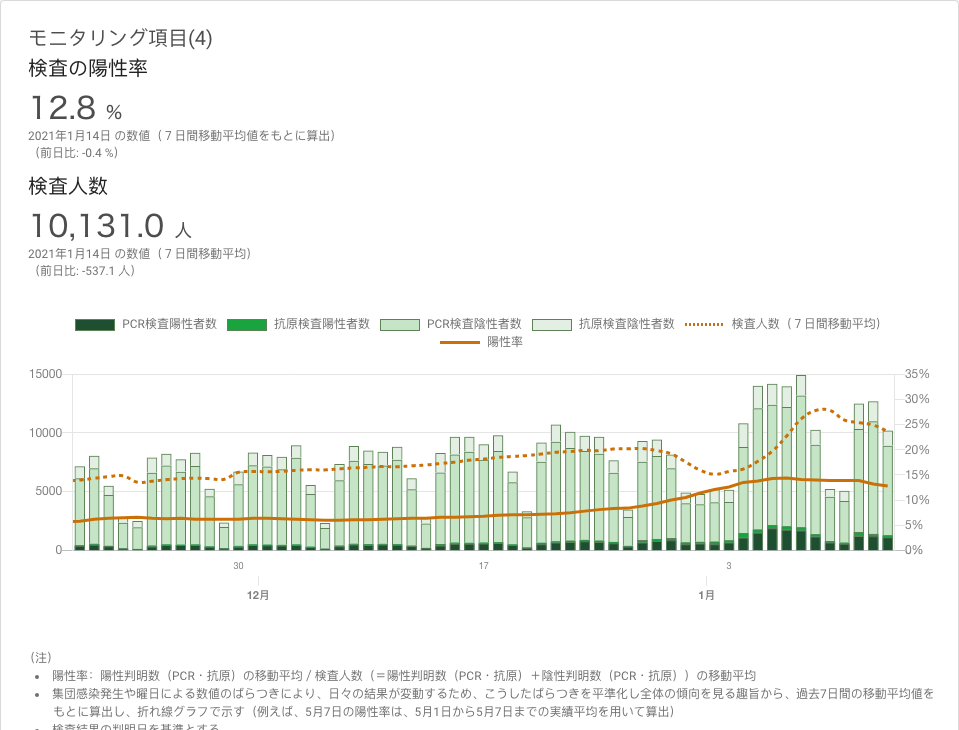 モニタリング項目(4)
検査の陽性率
12.8 %
2021年1月14日 の数値（７日間移動平均値をもとに算出）
（前日比: -0.4 %）
検査人数
10,131.0 人
2021年1月14日 の数値（７日間移動平均）
（前日比: -537.1 人）
PCR検査陽性者数 抗原検査陽性者数 PCR検査陰性者数 抗原検査陰性者数 検査人数（７日間移動平均）
陽性率
15000 35%
30%
10000 25%
20%
5000 15%
10%
5%
0 0%
30 17 3
12月 1月
（注）
• 陽性率：陽性判明数（PCR・抗原）の移動平均 / 検査人数（＝陽性判明数（PCR・抗原）＋陰性判明数（PCR・抗原））の移動平均
• 集団感染発生や曜日による数値のばらつきにより、日々の結果が変動するため、こうしたばらつきを平準化し全体の傾向を見る趣旨から、過去7日間の移動平均値を
もとに算出し、折れ線グラフで示す（例えば、5月7日の陽性率は、5月1日から5月7日までの実績平均を用いて算出）
• 検査結果の判明日を基準とする